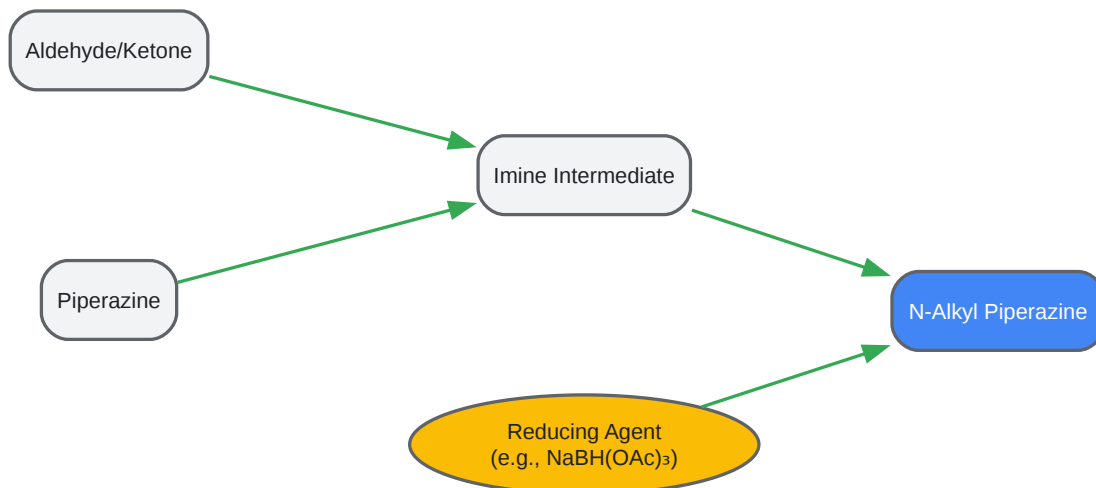 Aldehyde/Ketone
Imine Intermediate
Piperazine
N-Alkyl Piperazine
Reducing Agent
(e.g., NaBH(OAc)₃)